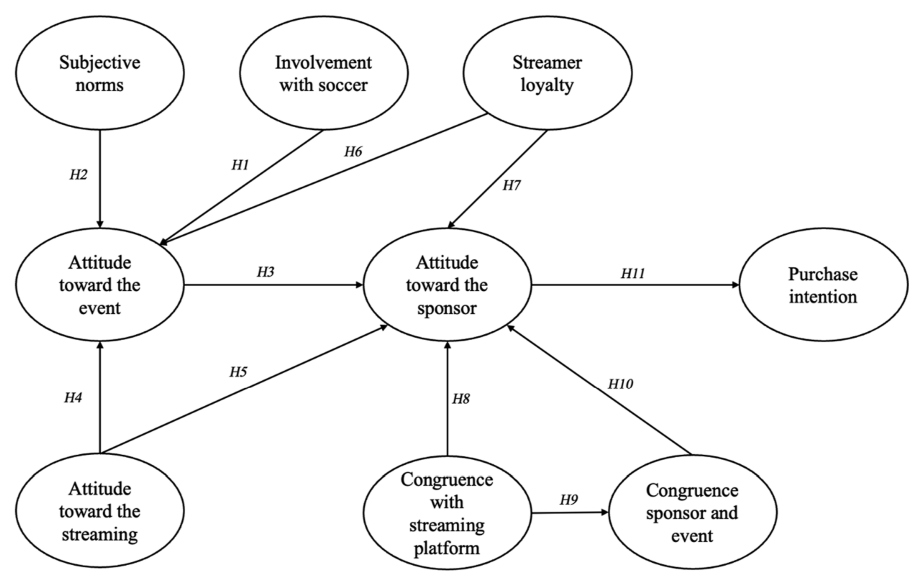 Subjective
norms
Involvement
with soccer
Streamer
loyalty
H2
H1
H6
H7
Attitude
toward the
event
H3
Attitude
toward the
sponsor
H11
Purchase
intention
H4
H5
H8
H10
Attitude
toward the
streaming
Congruence
with
streaming
platform
H9
Congruence
sponsor and
event